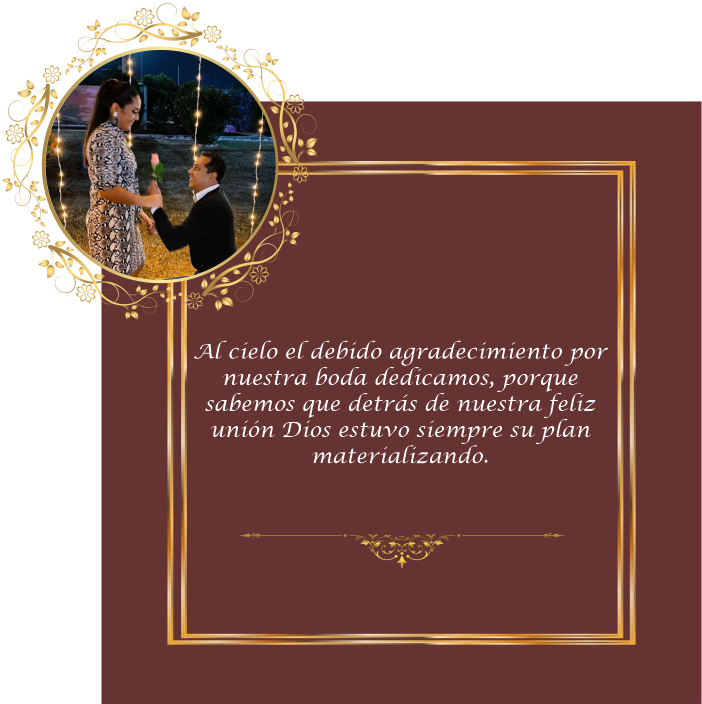 Al cielo el debido agradecimiento por
nuestra boda dedicamos, porque
sabemos que detrás de nuestra feliz
unión Dios estuvo siempre su plan
materializando.